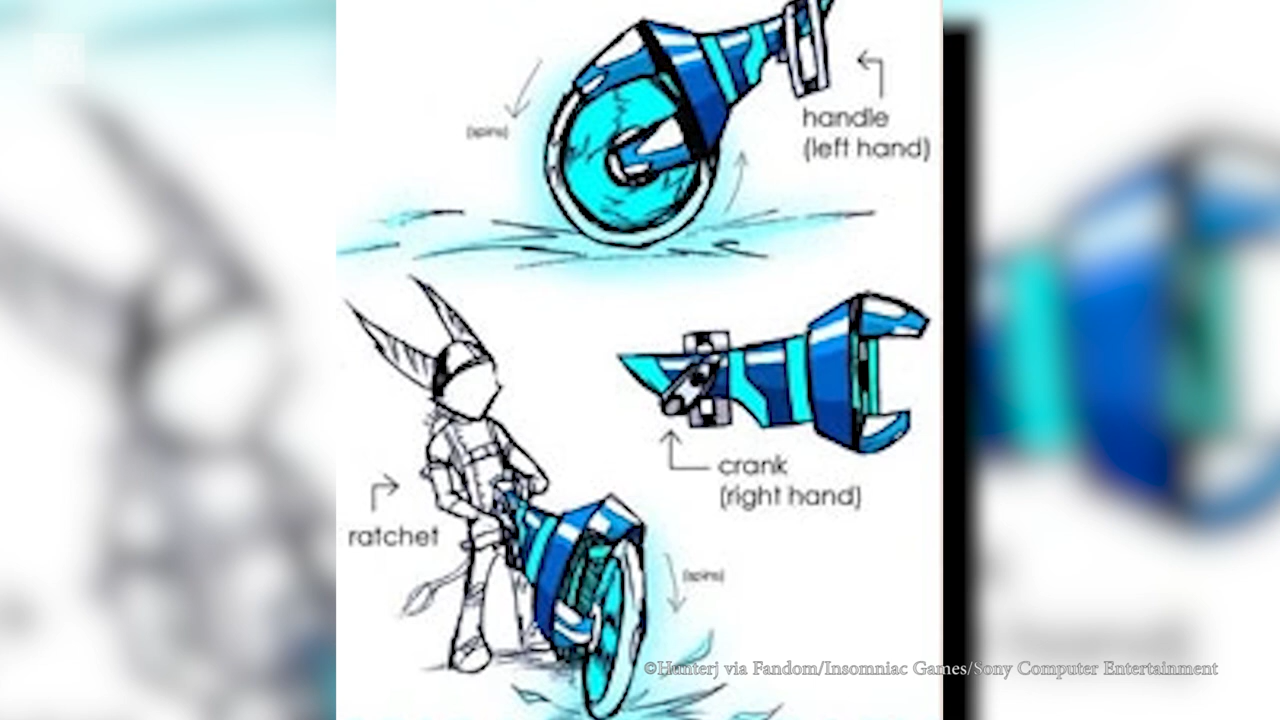 (spins)
handle
(left hand)
crank
(right hand)
ratchet
(spins)
©Hunterj via Fandom/Insomniac Games/Sony Computer Entertainment